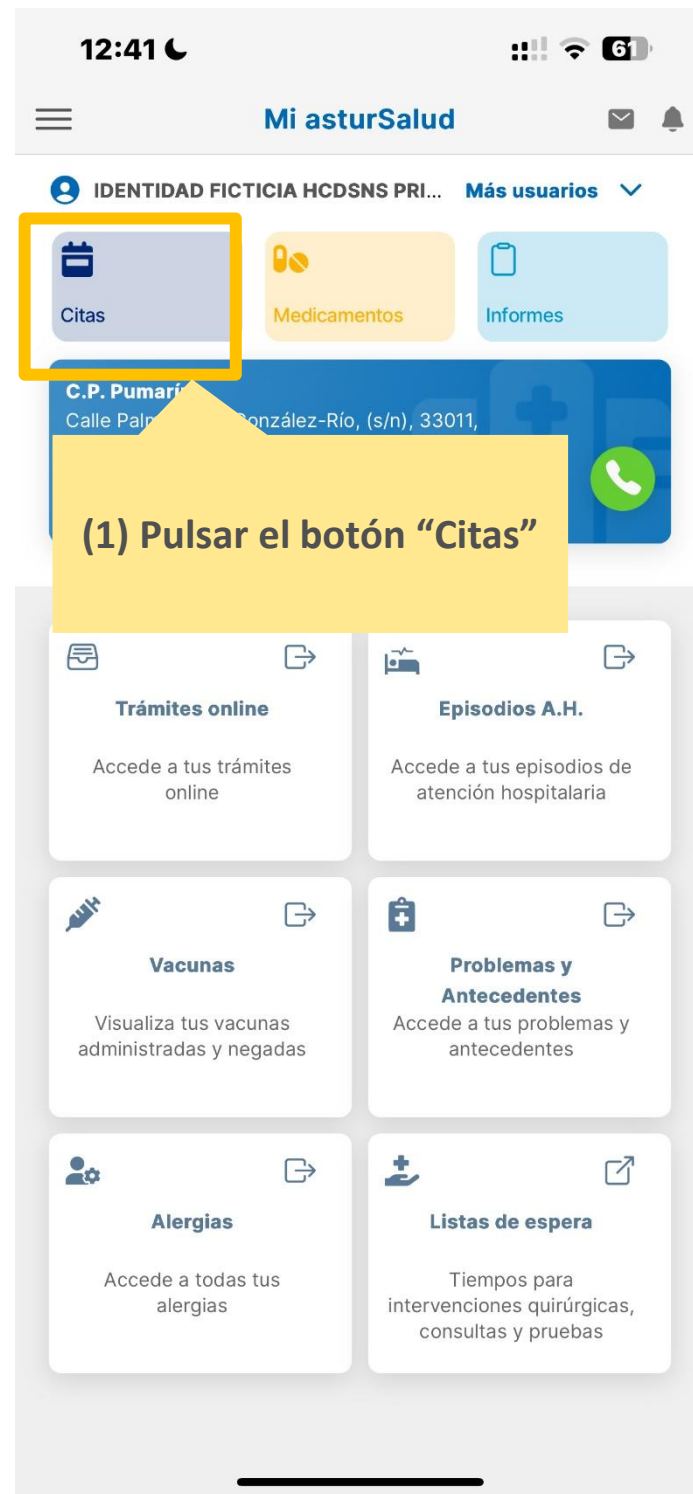 12:41
61
Mi asturSalud
IDENTIDAD FICTICIA HCDSNS PRI... Más usuarios
Citas
Medicamentos
Informes
C.P.
Calle González-Río, (s/n), 33011,
(1) Pulsar el botón “Citas”
Trámites online
Accede a tus trámites
online
Episodios A.H.
Accede a tus episodios de
atención hospitalaria
Vacunas
Visualiza tus vacunas
administradas y negadas
Problemas y
Antecedentes
Accede a tus problemas y
antecedentes
Alergias
Accede a todas tus
alergias
Listas de espera
Tiempos para
intervenciones quirúrgicas,
consultas y pruebas